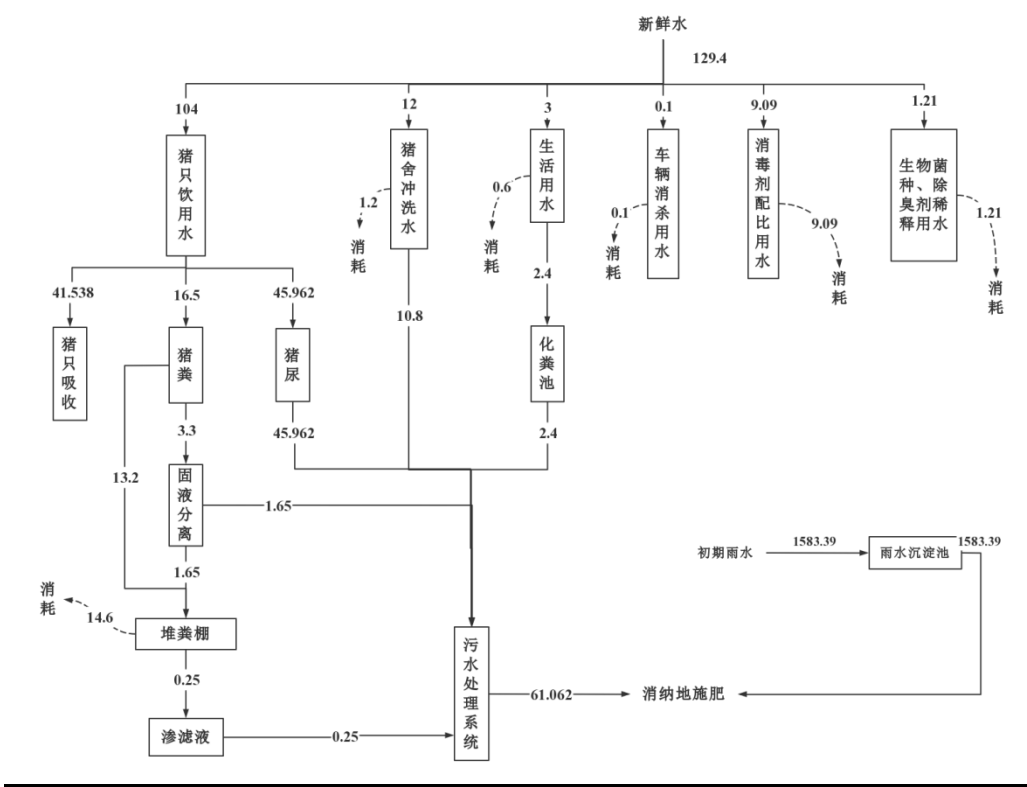 新鲜水
129.4
104
12
3
0.1
9.09
1.21
猪只饮用水
猪舍冲洗水
生活用水
车辆消杀用水
消毒剂配比用水
生物菌
种、除
臭剂稀
释用水
1.2
消耗
0.6
消耗
0.1
消耗
9.09
消耗
1.21
消耗
41.538
16.5
45.962
10.8
2.4
猪只吸收
猪粪
猪尿
化粪池
3.3
45.962
2.4
13.2
固液分离
1.65
初期雨水
1583.39
雨水沉淀池
1583.39
1.65
消耗
14.6
堆粪棚
污水处理系统
0.25
61.062
消纳地施肥
渗滤液
0.25